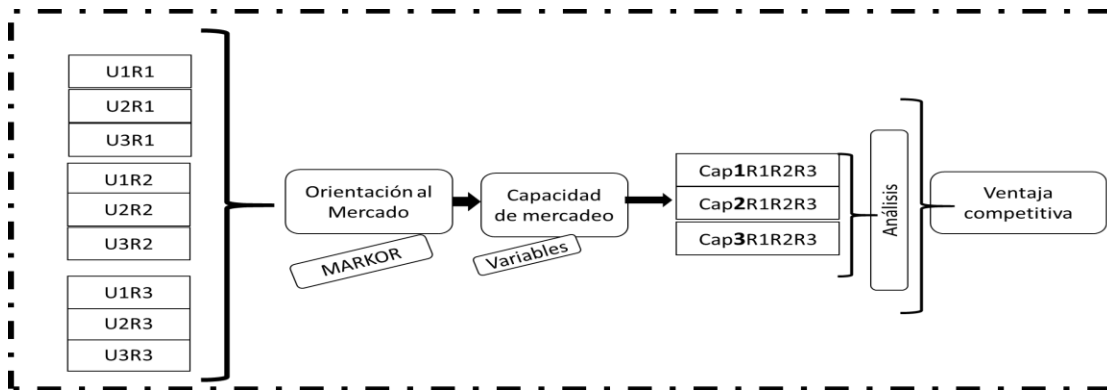 U1R1
U2R1
U3R1
U1R2
U2R2
U3R2
U1R3
U2R3
U3R3
Orientación al
Mercado
MARKOR
Capacidad
de mercadeo
Variables
Cap1R1R2R3
Cap2R1R2R3
Cap3R1R2R3
Análisis
Ventaja
competitiva